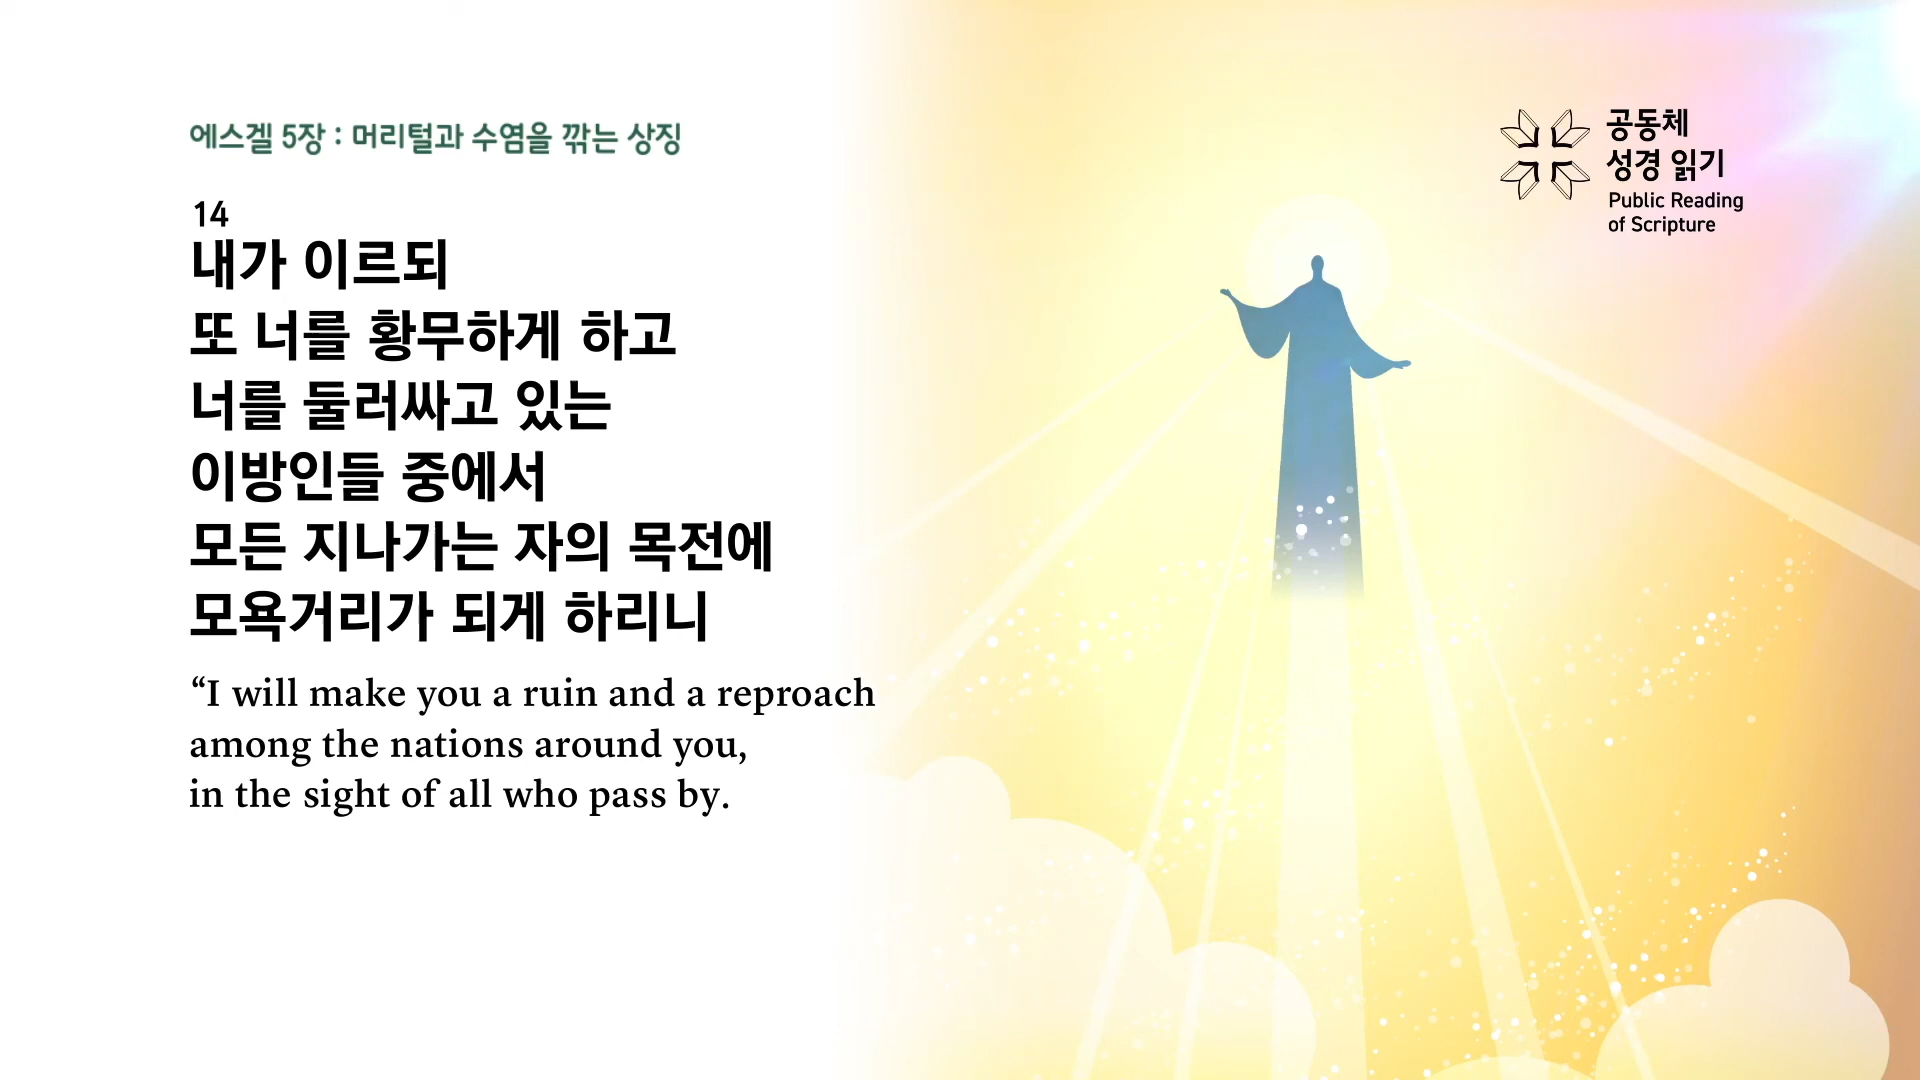 에스겔 5장 : 머리털과 수염을 깎는 상징
14
내가 이르되
또 너를 황무하게 하고
너를 둘러싸고 있는
이방인들 중에서
모든 지나가는 자의 목전에
모욕거리가 되게 하리니
“I will make you a ruin and a reproach
among the nations around you,
in the sight of all who pass by.
공동체
성경 읽기
Public Reading
of Scripture